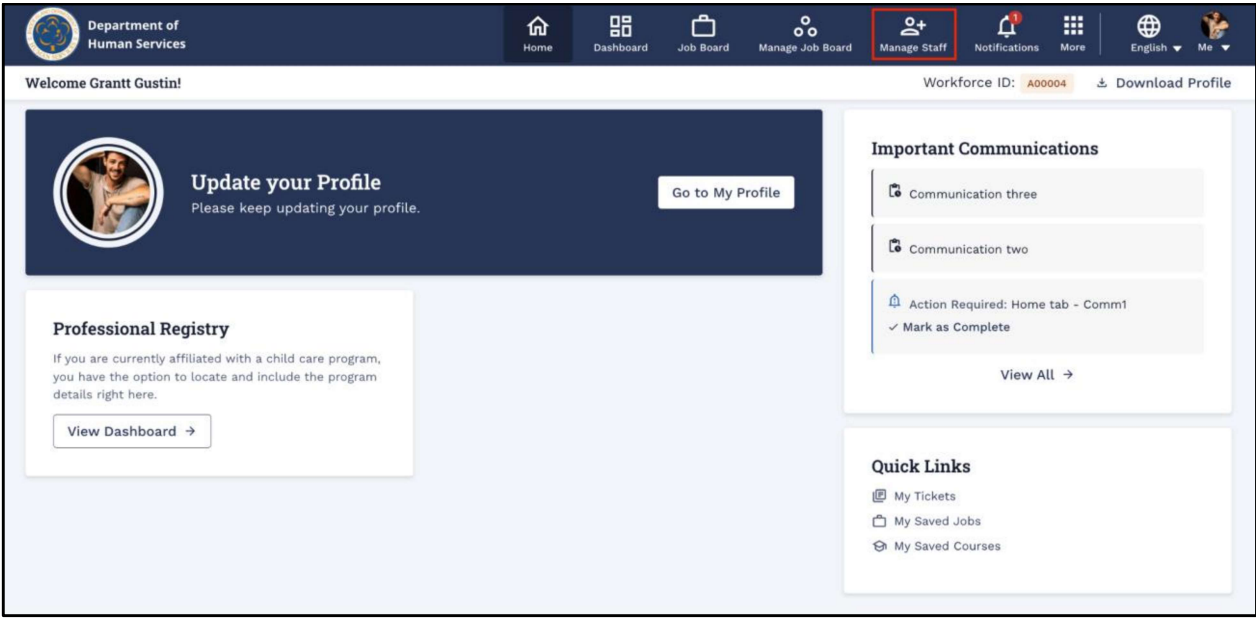 Department of
Human Services
Home
Dashboard
Job Board
Manage Job Board
Manage Staff
1
Notifications
More
English
Me
Welcome Grantt Gustin!
Workforce ID: A00004
Download Profile
Update your Profile
Please keep updating your profile.
Go to My Profile
Professional Registry
If you are currently affiliated with a child care program,
you have the option to locate and include the program
details right here.
View Dashboard →
Important Communications
Communication three
Communication two
Action Required: Home tab - Comm1
✓ Mark as Complete
View All →
Quick Links
My Tickets
My Saved Jobs
My Saved Courses